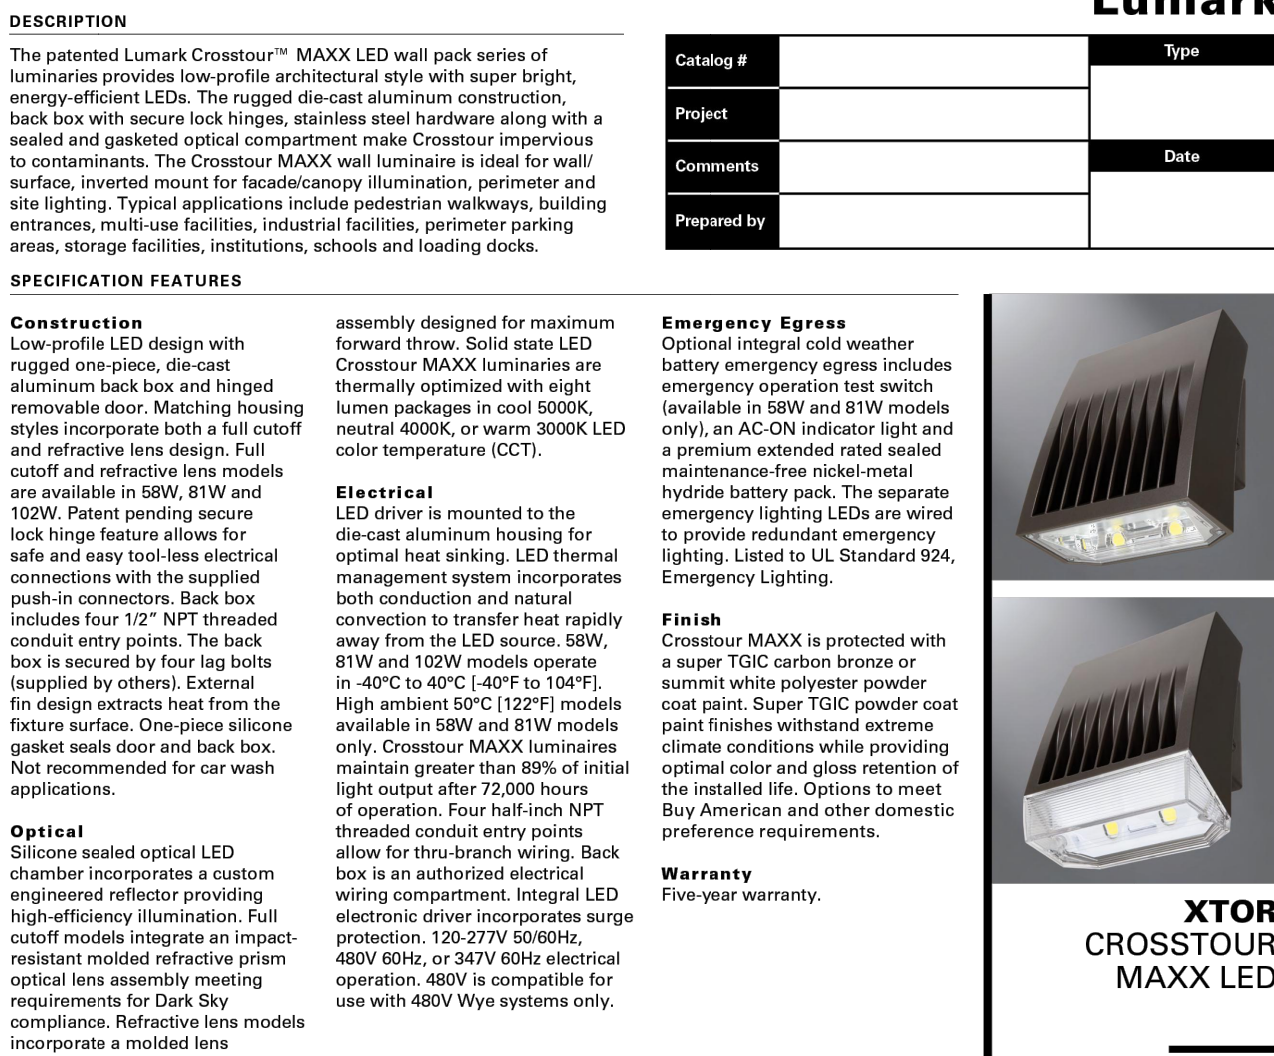 Lumark
DESCRIPTION
The patented Lumark Crosstour™ MAXX LED wall pack series of
luminaries provides low-profile architectural style with super bright,
energy-efficient LEDs. The rugged die-cast aluminum construction,
back box with secure lock hinges, stainless steel hardware along with a
sealed and gasketed optical compartment make Crosstour impervious
to contaminants. The Crosstour MAXX wall luminaire is ideal for wall/
surface, inverted mount for facade/canopy illumination, perimeter and
site lighting. Typical applications include pedestrian walkways, building
entrances, multi-use facilities, industrial facilities, perimeter parking
areas, storage facilities, institutions, schools and loading docks.
Catalog #
Type
Project
Comments
Date
Prepared by
SPECIFICATION FEATURES
Construction
Low-profile LED design with
rugged one-piece, die-cast
aluminum back box and hinged
removable door. Matching housing
styles incorporate both a full cutoff
and refractive lens design. Full
cutoff and refractive lens models
are available in 58W, 81W and
102W. Patent pending secure
lock hinge feature allows for
safe and easy tool-less electrical
connections with the supplied
push-in connectors. Back box
includes four 1/2” NPT threaded
conduit entry points. The back
box is secured by four lag bolts
(supplied by others). External
fin design extracts heat from the
fixture surface. One-piece silicone
gasket seals door and back box.
Not recommended for car wash
applications.
Optical
Silicone sealed optical LED
chamber incorporates a custom
engineered reflector providing
high-efficiency illumination. Full
cutoff models integrate an impact-
resistant molded refractive prism
optical lens assembly meeting
requirements for Dark Sky
compliance. Refractive lens models
incorporate a molded lens
assembly designed for maximum
forward throw. Solid state LED
Crosstour MAXX luminaries are
thermally optimized with eight
lumen packages in cool 5000K,
neutral 4000K, or warm 3000K LED
color temperature (CCT).
Electrical
LED driver is mounted to the
die-cast aluminum housing for
optimal heat sinking. LED thermal
management system incorporates
both conduction and natural
convection to transfer heat rapidly
away from the LED source. 58W,
81W and 102W models operate
in -40°C to 40°C [-40°F to 104°F].
High ambient 50°C [122°F] models
available in 58W and 81W models
only. Crosstour MAXX luminaires
maintain greater than 89% of initial
light output after 72,000 hours
of operation. Four half-inch NPT
threaded conduit entry points
allow for thru-branch wiring. Back
box is an authorized electrical
wiring compartment. Integral LED
electronic driver incorporates surge
protection. 120-277V 50/60Hz,
480V 60Hz, or 347V 60Hz electrical
operation. 480V is compatible for
use with 480V Wye systems only.
Emergency Egress
Optional integral cold weather
battery emergency egress includes
emergency operation test switch
(available in 58W and 81W models
only), an AC-ON indicator light and
a premium extended rated sealed
maintenance-free nickel-metal
hydride battery pack. The separate
emergency lighting LEDs are wired
to provide redundant emergency
lighting. Listed to UL Standard 924,
Emergency Lighting.
Finish
Crosstour MAXX is protected with
a super TGIC carbon bronze or
summit white polyester powder
coat paint. Super TGIC powder coat
paint finishes withstand extreme
climate conditions while providing
optimal color and gloss retention of
the installed life. Options to meet
Buy American and other domestic
preference requirements.
Warranty
Five-year warranty.
XTOR
CROSSTOUR
MAXX LED